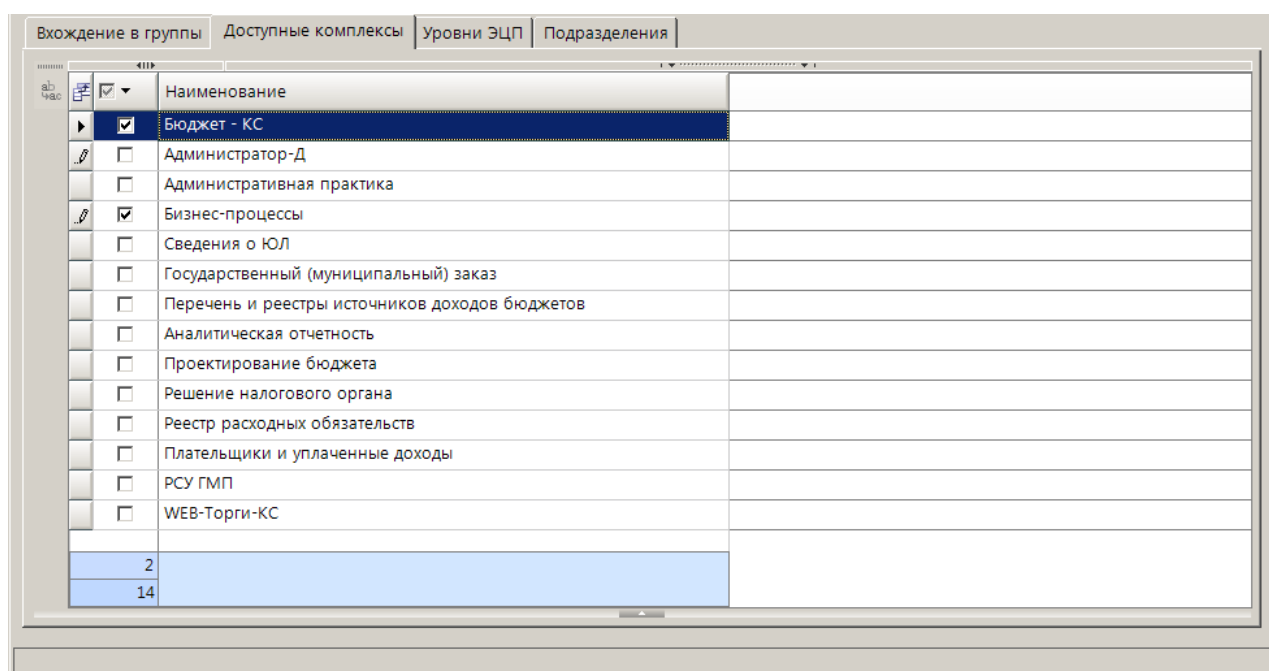 Вхождение в группы Доступные комплексы Уровни ЭЦП Подразделения
ab
ac
Наименование
Бюджет - КС
Администратор-Д
Административная практика
Бизнес-процессы
Сведения о ЮЛ
Государственный (муниципальный) заказ
Перечень и реестры источников доходов бюджетов
Аналитическая отчетность
Проектирование бюджета
Решение налогового органа
Реестр расходных обязательств
Плательщики и уплаченные доходы
РСУ ГМП
WEB-Торги-КС
2
14